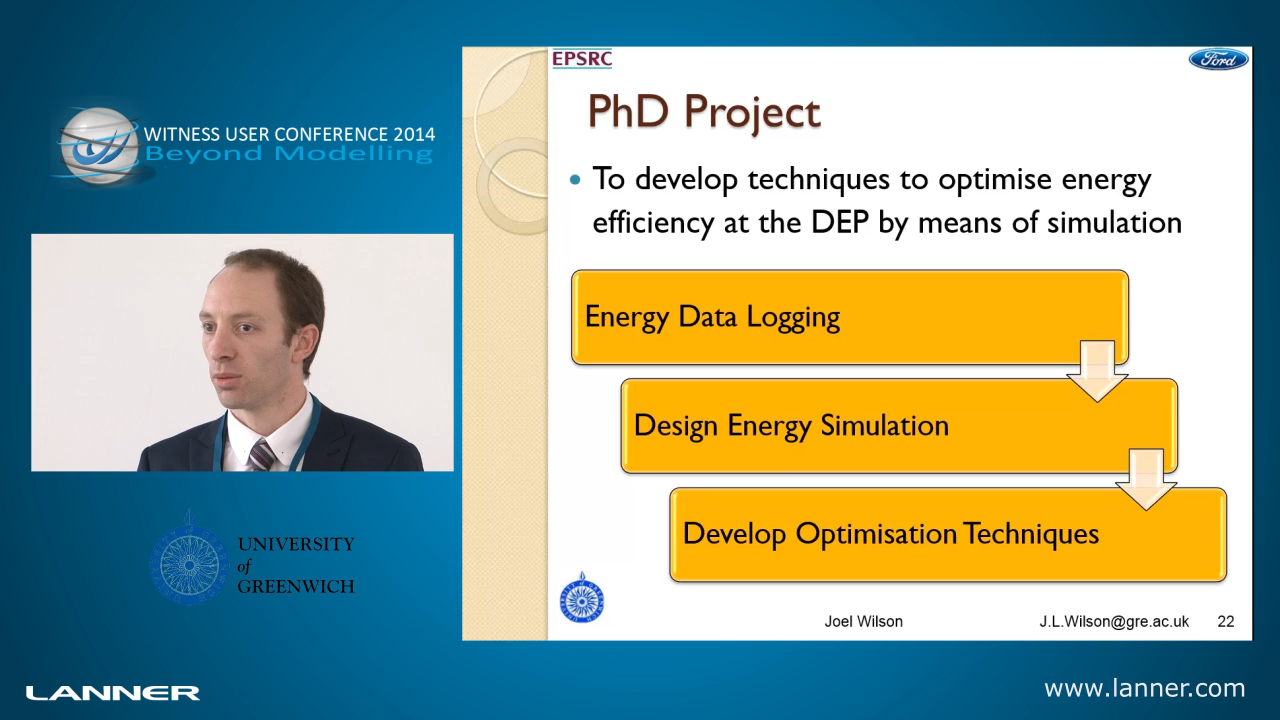 WITNESS USER CONFERENCE 2014
Beyond Modelling
UNIVERSITY
of
GREENWICH
LANNER
EPSRC
Ford
PhD Project
• To develop techniques to optimise energy
efficiency at the DEP by means of simulation
Energy Data Logging
Design Energy Simulation
Develop Optimisation Techniques
Joel Wilson
J.L.Wilson@gre.ac.uk
22
www.lanner.com